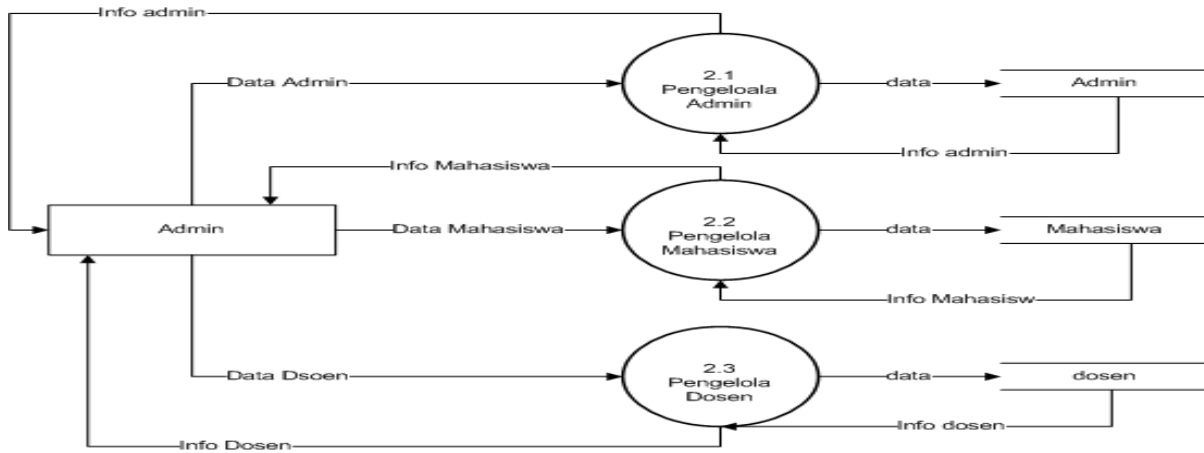 Info admin
2.1
Pengeloala
Admin
Data Admin
data
Admin
Info admin
Info Mahasiswa
Admin
Data Mahasiswa
2.2
Pengelola
Mahasiswa
data
Mahasiswa
Info Mahasisw
2.3
Pengelola
Dosen
Data Dsoen
data
dosen
Info dosen
Info Dosen